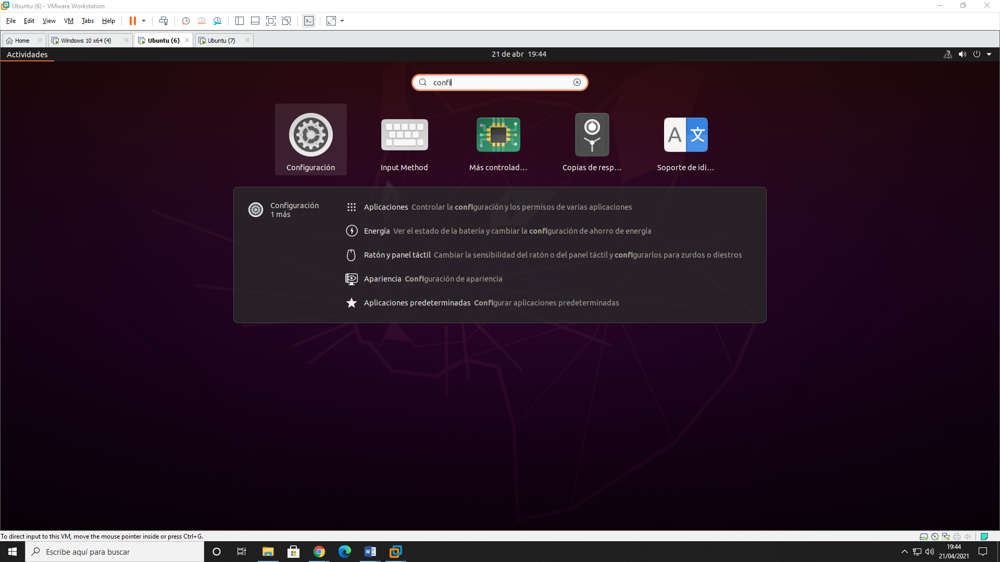 Ubuntu (6) - VMware Workstation
File Edit View VM Tabs Help
Home Windows 10 x64 (4) Ubuntu (6) Ubuntu (7)
Actividades 21 de abr 19:44
confi
Configuración Input Method Más controlad... Copias de resp... Soporte de idi...
Configuración
1 más
Aplicaciones Controlar la configuración y los permisos de varias aplicaciones
Energía Ver el estado de la batería y cambiar la configuración de ahorro de energía
Ratón y panel táctil Cambiar la sensibilidad del ratón o del panel táctil y configurarlos para zurdos o diestros
Apariencia Configuración de apariencia
Aplicaciones predeterminadas Configurar aplicaciones predeterminadas
To direct input to this VM, move the mouse pointer inside or press Ctrl+G.
Escribe aquí para buscar
19:44
21/04/2021